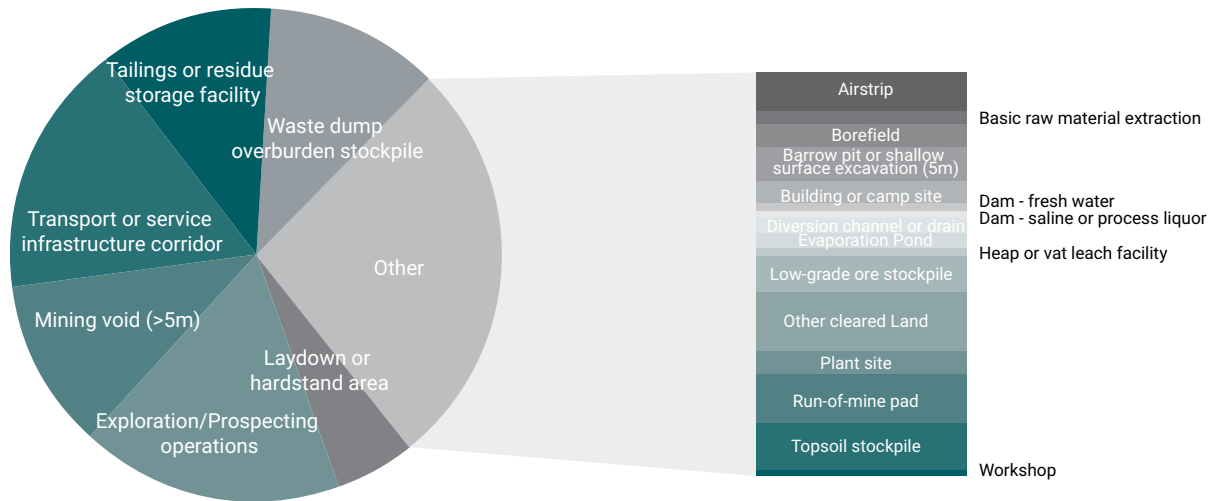 Tailings or residue
storage facility
Waste dump
overburden stockpile
Transport or service
infrastructure corridor
Other
Mining void (>5m)
Laydown or
hardstand area
Exploration/Prospecting
operations
Airstrip
Basic raw material extraction
Borefield
Barrow pit or shallow
surface excavation (5m)
Building or camp site
Dam - fresh water
Dam - saline or process liquor
Diversion channel or drain
Evaporation Pond
Heap or vat leach facility
Low-grade ore stockpile
Other cleared Land
Plant site
Run-of-mine pad
Topsoil stockpile
Workshop